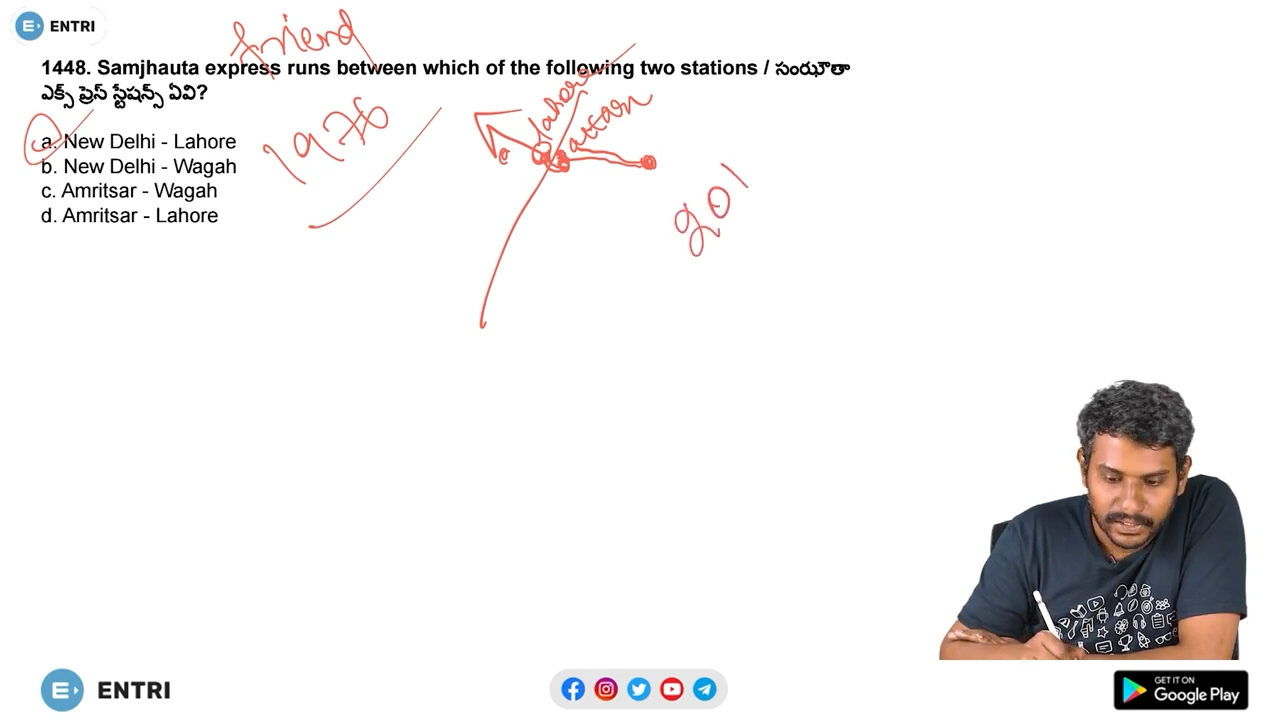 ENTRI
friend
1448. Samjhauta express runs between which of the following two stations / సంఝౌతా
ఎక్స్ ప్రెస్ స్టేషన్స్ ఏవి?
1976
lahore
attari
a. New Delhi - Lahore
b. New Delhi - Wagah
c. Amritsar - Wagah
d. Amritsar - Lahore
201
ENTRI
GET IT ON
Google Play